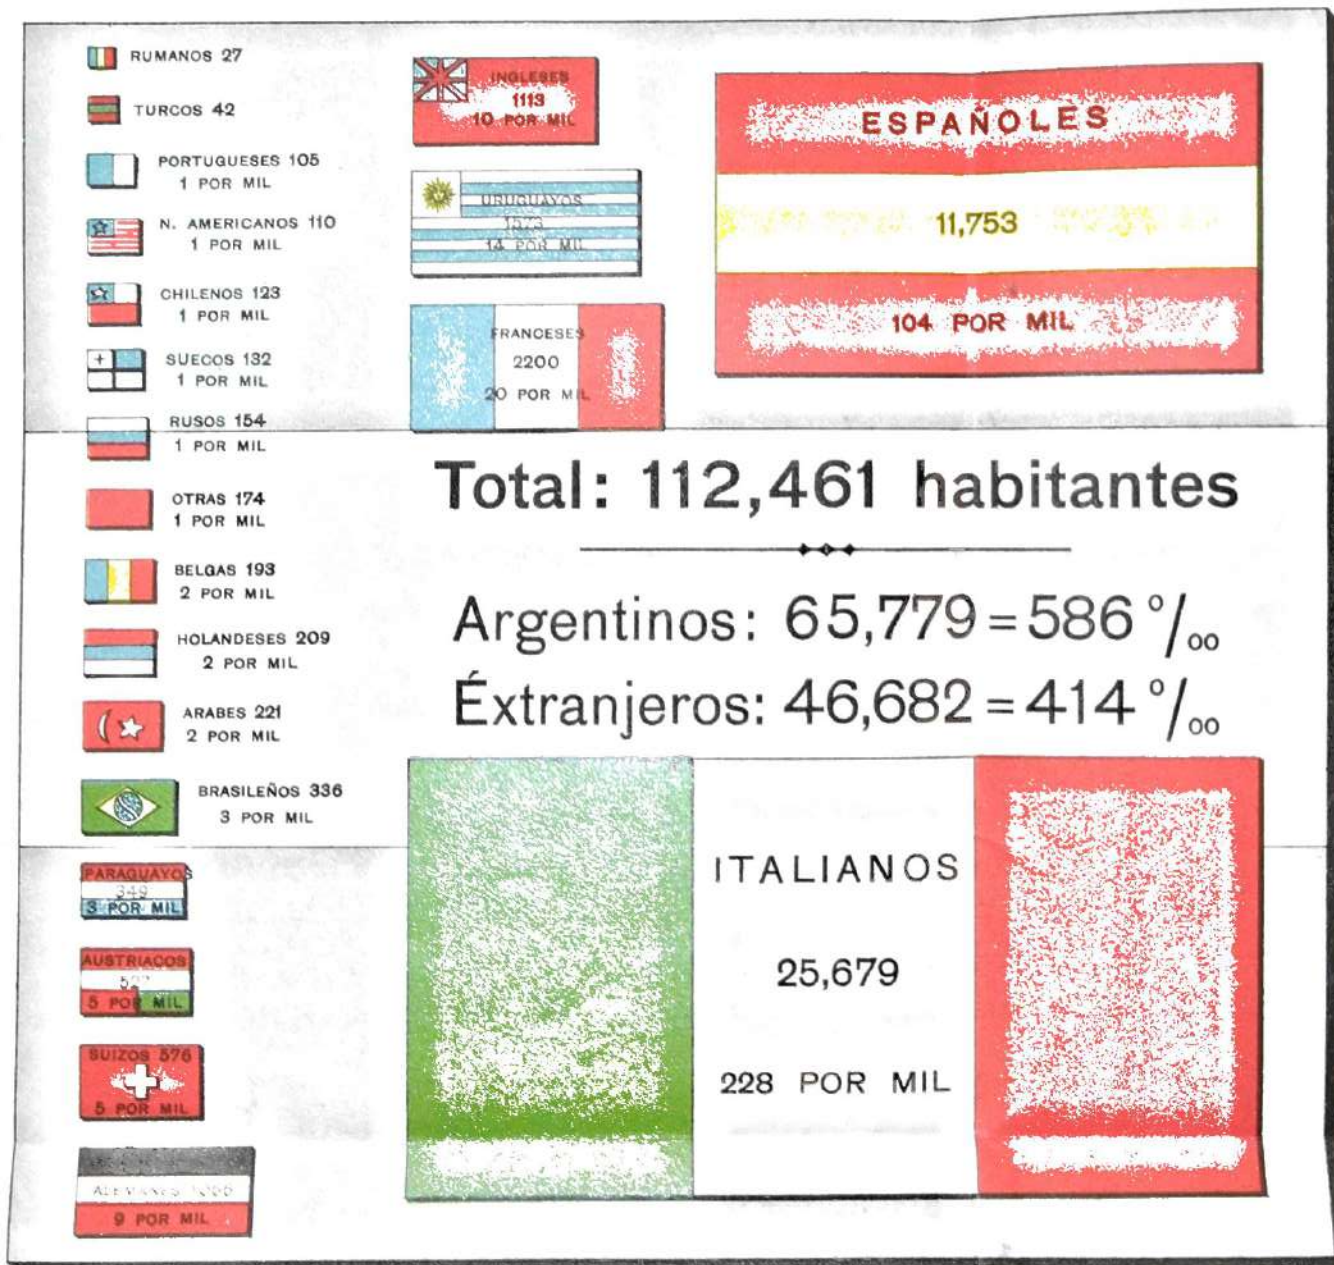 RUMANOS 27
TURCOS 42
PORTUGUESES 105
1 POR MIL
N. AMERICANOS 110
1 POR MIL
CHILENOS 123
1 POR MIL
SUECOS 132
1 POR MIL
RUSOS 154
1 POR MIL
OTRAS 174
1 POR MIL
BELGAS 193
2 POR MIL
HOLANDESES 209
2 POR MIL
ARABES 221
2 POR MIL
BRASILEÑOS 336
3 POR MIL
PARAGUAYOS
349
3 POR MIL
AUSTRIACOS
5 POR MIL
SUIZOS 576
5 POR MIL
ALEMANES
9 POR MIL
INGLESES
1113
10 POR MIL
URUGUAYOS
1573
14 POR MIL
FRANCESES
2200
20 POR MIL
ESPAÑOLES
11,753
104 POR MIL
Total: 112,461 habitantes
Argentinos: 65,779 = 586 °/oo
Éxtranjeros: 46,682 = 414 °/oo
ITALIANOS
25,679
228 POR MIL